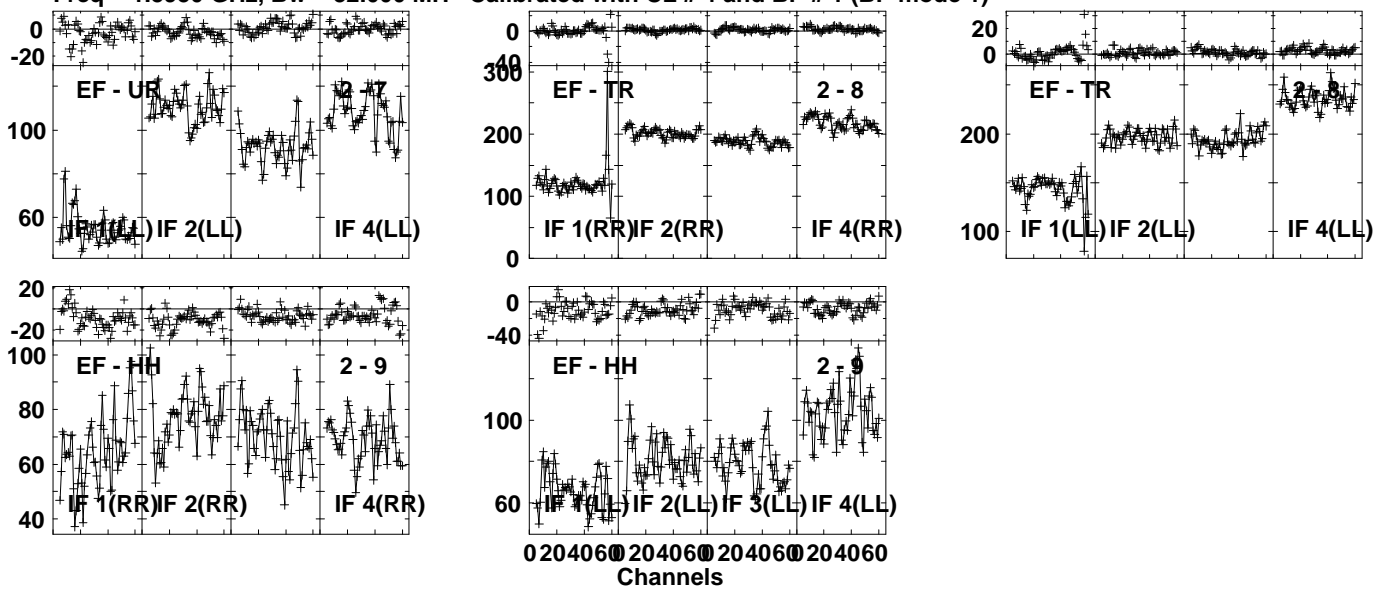 0
-20
EF - UR
2 - 7
100
60
IF 1(LL) IF 2(LL) IF 4(LL)
0
-40
300
EF - TR
2 - 8
200
100
0
IF 1(RR) IF 2(RR) IF 4(RR)
20
0
EF - TR
2 - 8
200
100
IF 1(LL) IF 2(LL) IF 4(LL)
20
0
-20
100
EF - HH
2 - 9
80
60
40
IF 1(RR) IF 2(RR) IF 4(RR)
0
-40
EF - HH
2 - 9
100
60
IF 1(LL) IF 2(LL) IF 3(LL) IF 4(LL)
0 20 40 60 0 20 40 60 0 20 40 60 0 20 40 60
Channels